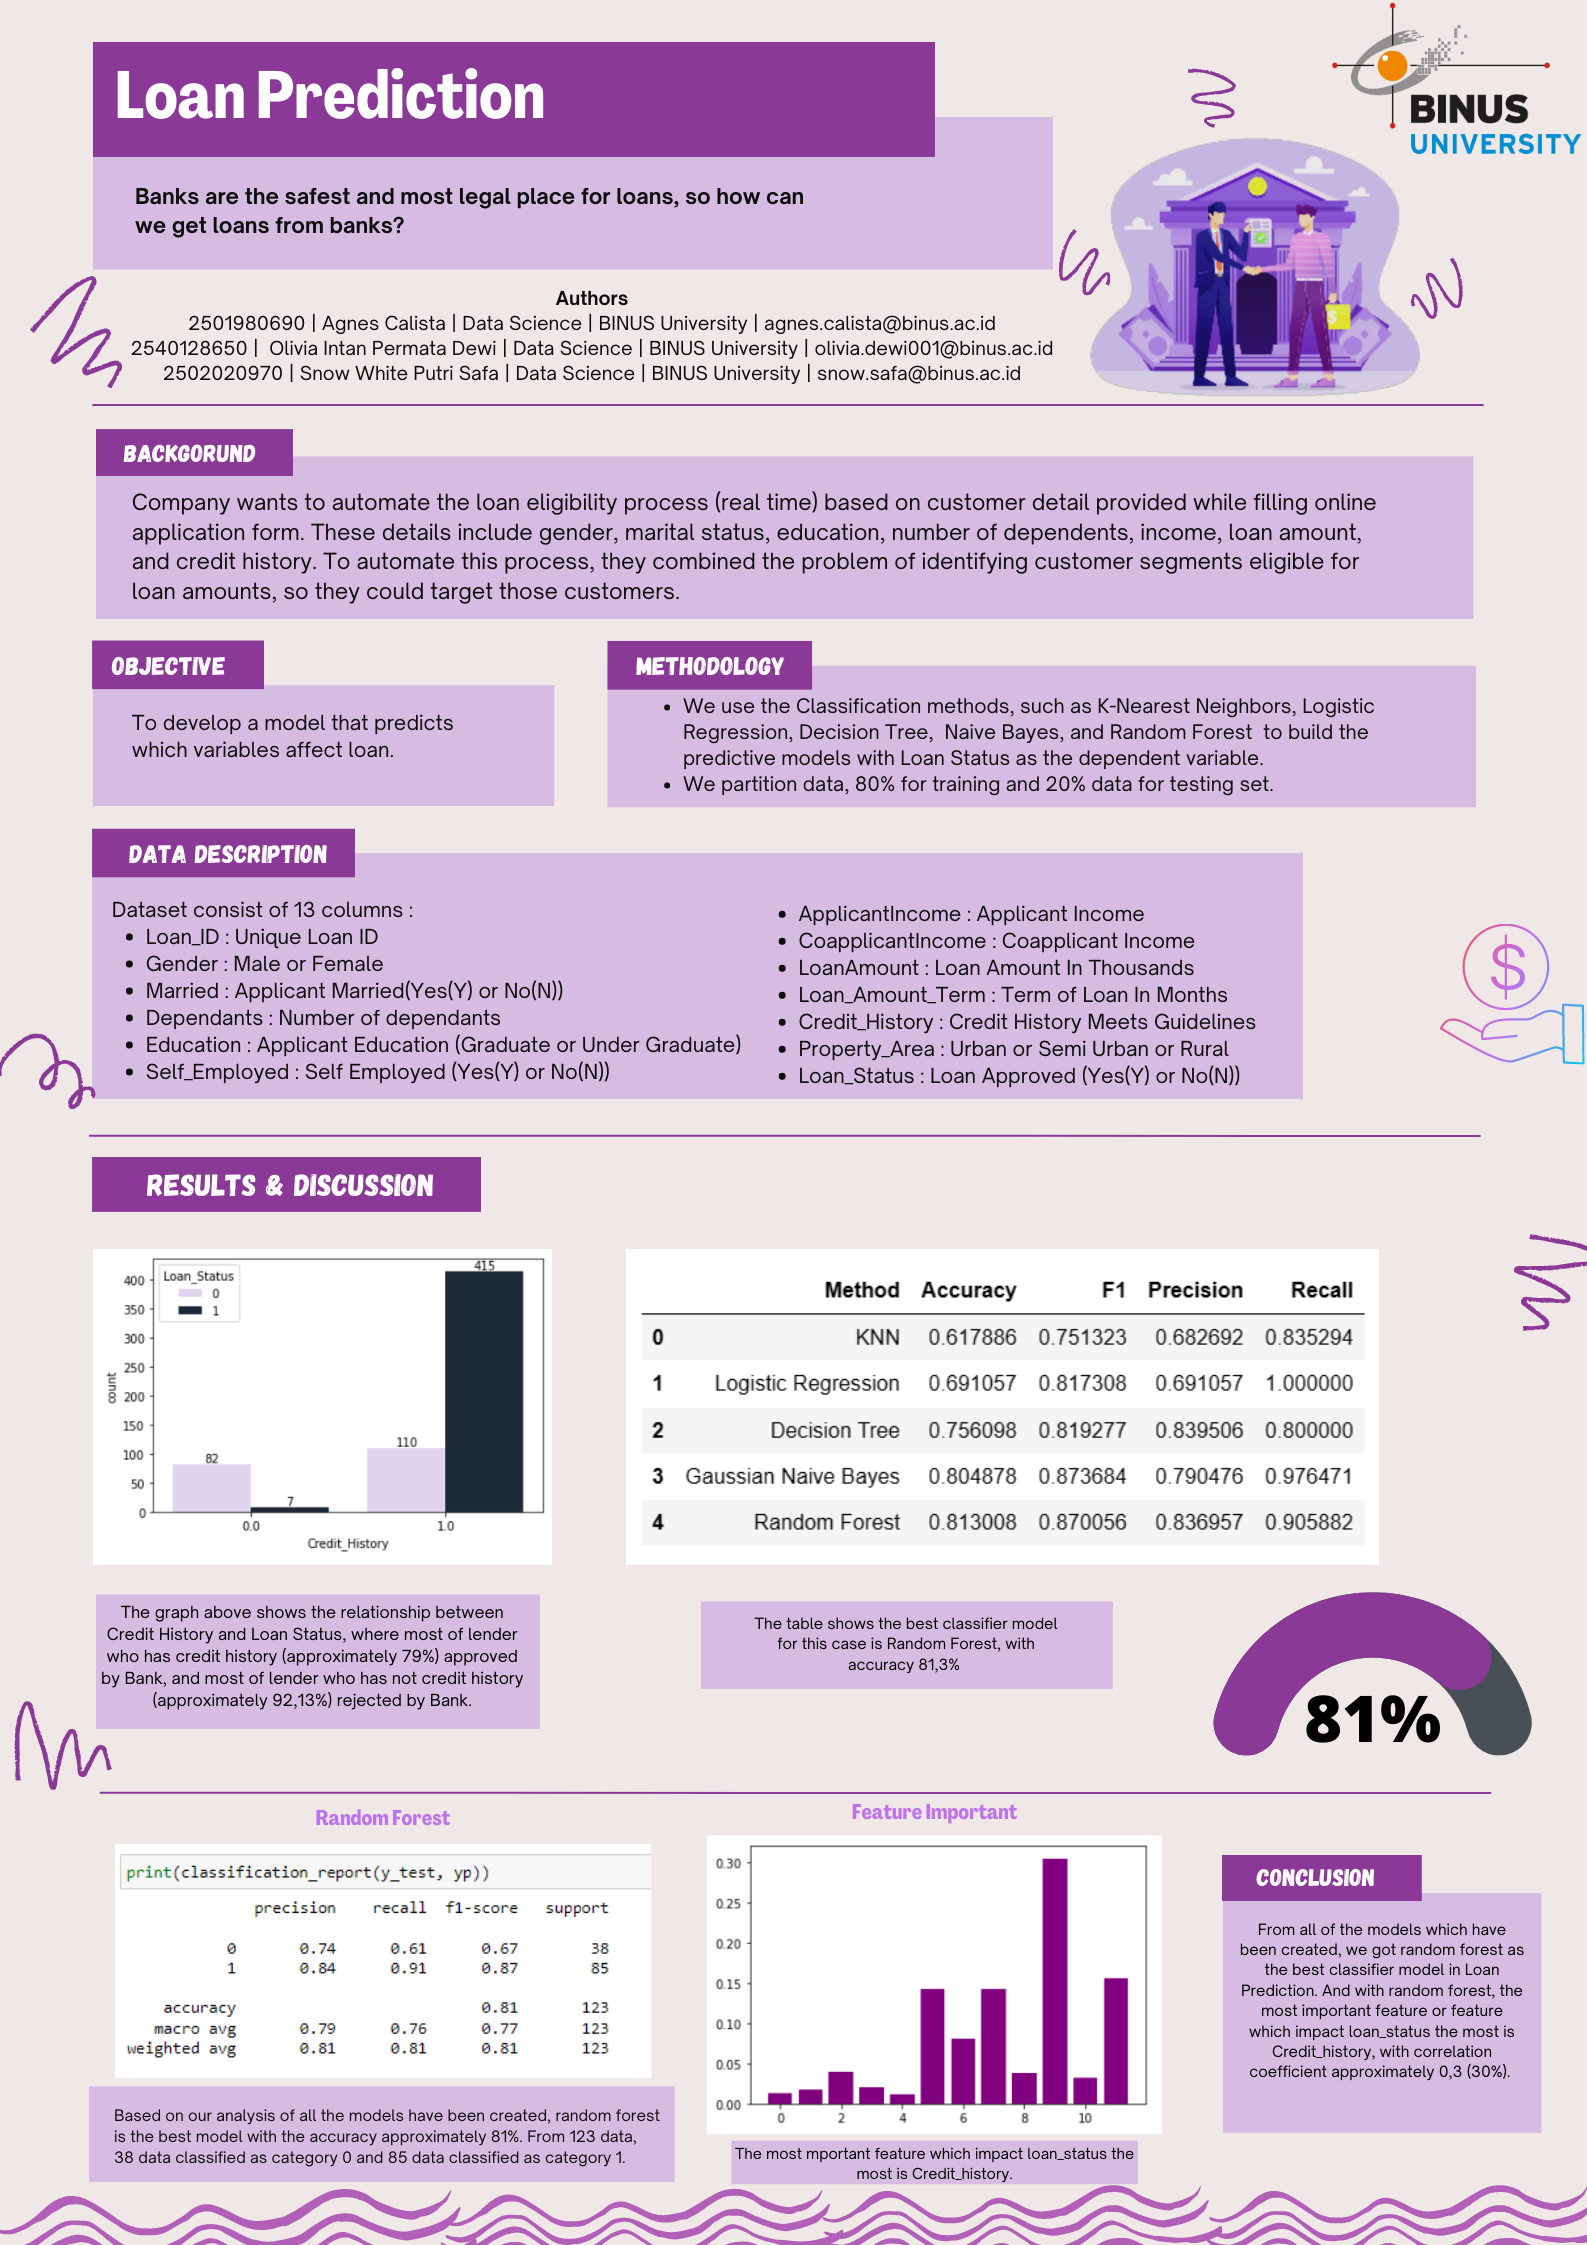 BINUS
UNIVERSITY
Loan Prediction
Banks are the safest and most legal place for loans, so how can
we get loans from banks?
Authors
2501980690 | Agnes Calista | Data Science | BINUS University | agnes.calista@binus.ac.id
2540128650 | Olivia Intan Permata Dewi | Data Science | BINUS University | olivia.dewi001@binus.ac.id
2502020970 | Snow White Putri Safa | Data Science | BINUS University | snow.safa@binus.ac.id
BACKGORUND
Company wants to automate the loan eligibility process (real time) based on customer detail provided while filling online
application form. These details include gender, marital status, education, number of dependents, income, loan amount,
and credit history. To automate this process, they combined the problem of identifying customer segments eligible for
loan amounts, so they could target those customers.
OBJECTIVE
To develop a model that predicts
which variables affect loan.
METHODOLOGY
• We use the Classification methods, such as K-Nearest Neighbors, Logistic
Regression, Decision Tree, Naive Bayes, and Random Forest to build the
predictive models with Loan Status as the dependent variable.
• We partition data, 80% for training and 20% data for testing set.
DATA DESCRIPTION
Dataset consist of 13 columns :
• Loan_ID : Unique Loan ID
• Gender : Male or Female
• Married : Applicant Married(Yes(Y) or No(N))
• Dependants : Number of dependants
• Education : Applicant Education (Graduate or Under Graduate)
• Self_Employed : Self Employed (Yes(Y) or No(N))
• ApplicantIncome : Applicant Income
• CoapplicantIncome : Coapplicant Income
• LoanAmount : Loan Amount In Thousands
• Loan_Amount_Term : Term of Loan In Months
• Credit_History : Credit History Meets Guidelines
• Property_Area : Urban or Semi Urban or Rural
• Loan_Status : Loan Approved (Yes(Y) or No(N))
$
RESULTS & DISCUSSION
Loan_Status
0
1
415
110
82
7
400
350
300
250
200
150
100
50
0
count
0.0 1.0
Credit_History
Method Accuracy F1 Precision Recall
0 KNN 0.617886 0.751323 0.682692 0.835294
1 Logistic Regression 0.691057 0.817308 0.691057 1.000000
2 Decision Tree 0.756098 0.819277 0.839506 0.800000
3 Gaussian Naive Bayes 0.804878 0.873684 0.790476 0.976471
4 Random Forest 0.813008 0.870056 0.836957 0.905882
The graph above shows the relationship between
Credit History and Loan Status, where most of lender
who has credit history (approximately 79%) approved
by Bank, and most of lender who has not credit history
(approximately 92,13%) rejected by Bank.
The table shows the best classifier model
for this case is Random Forest, with
accuracy 81,3%
81%
Random Forest
print(classification_report(y_test, yp))
precision recall f1-score support
0 0.74 0.61 0.67 38
1 0.84 0.91 0.87 85
accuracy 0.81 123
macro avg 0.79 0.76 0.77 123
weighted avg 0.81 0.81 0.81 123
Based on our analysis of all the models have been created, random forest
is the best model with the accuracy approximately 81%. From 123 data,
38 data classified as category 0 and 85 data classified as category 1.
Feature Important
0.30
0.25
0.20
0.15
0.10
0.05
0.00
0 2 4 6 8 10
The most mportant feature which impact loan_status the
most is Credit_history.
CONCLUSION
From all of the models which have
been created, we got random forest as
the best classifier model in Loan
Prediction. And with random forest, the
most important feature or feature
which impact loan_status the most is
Credit_history, with correlation
coefficient approximately 0,3 (30%).